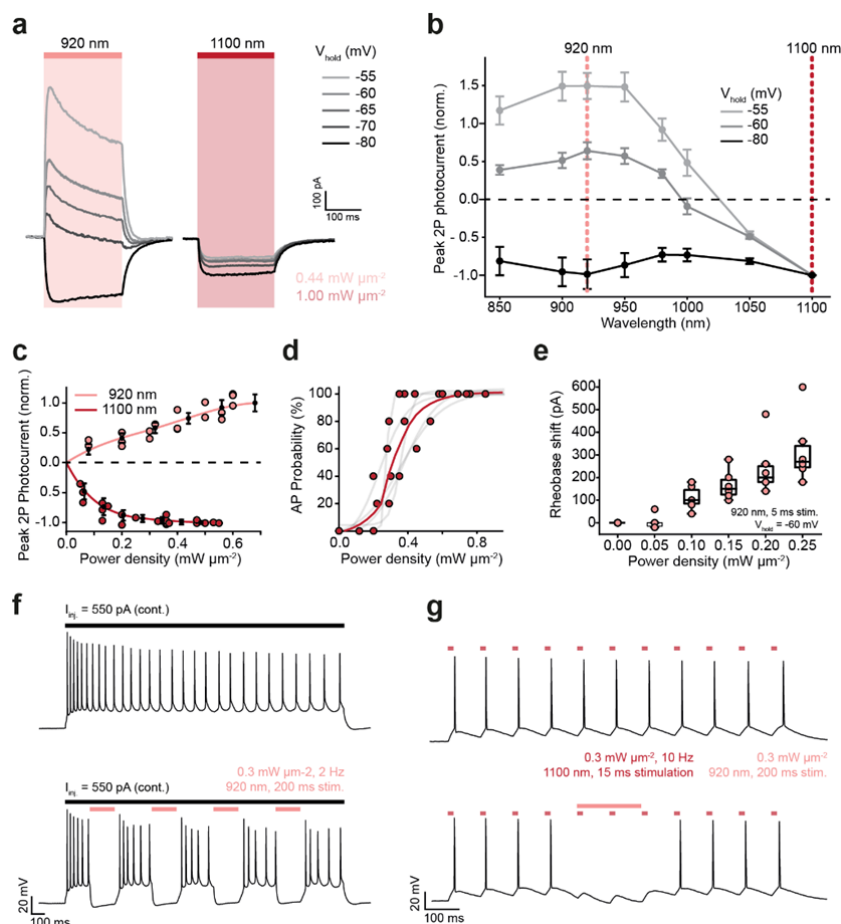 a
920 nm
1100 nm
V hold (mV)
-55
-60
-65
-70
-80
100 pA
100 ms
0.44 mW µm⁻²
1.00 mW µm⁻²
b
920 nm
1100 nm
V hold (mV)
-55
-60
-80
Peak 2P photocurrent (norm.)
1.5
1.0
0.5
0.0
- 0.5
-1.0
850
900
950
1000
1050
1100
Wavelength (nm)
c
920 nm
1100 nm
Peak 2P Photocurrent (norm.)
1.0
0.5
0.0
- 0.5
-1.0
0.0
0.2
0.4
0.6
Power density (mW µm⁻²)
d
AP Probability (%)
100
80
60
40
20
0
0.0
0.4
0.8
Power density (mW µm⁻²)
e
Rheobase shift (pA)
600
500
400
300
200
100
0
920 nm, 5 ms stim.
V hold = -60 mV
0.00
0.05
0.10
0.15
0.20
0.25
Power density (mW µm⁻²)
f
I inj. = 550 pA (cont.)
0.3 mW µm-2, 2 Hz
I inj. = 550 pA (cont.)
920 nm, 200 ms stim.
20 mV
100 ms
g
0.3 mW µm⁻², 10 Hz
1100 nm, 15 ms stimulation
0.3 mW µm⁻²
920 nm, 200 ms stim.
20 mV
100 ms